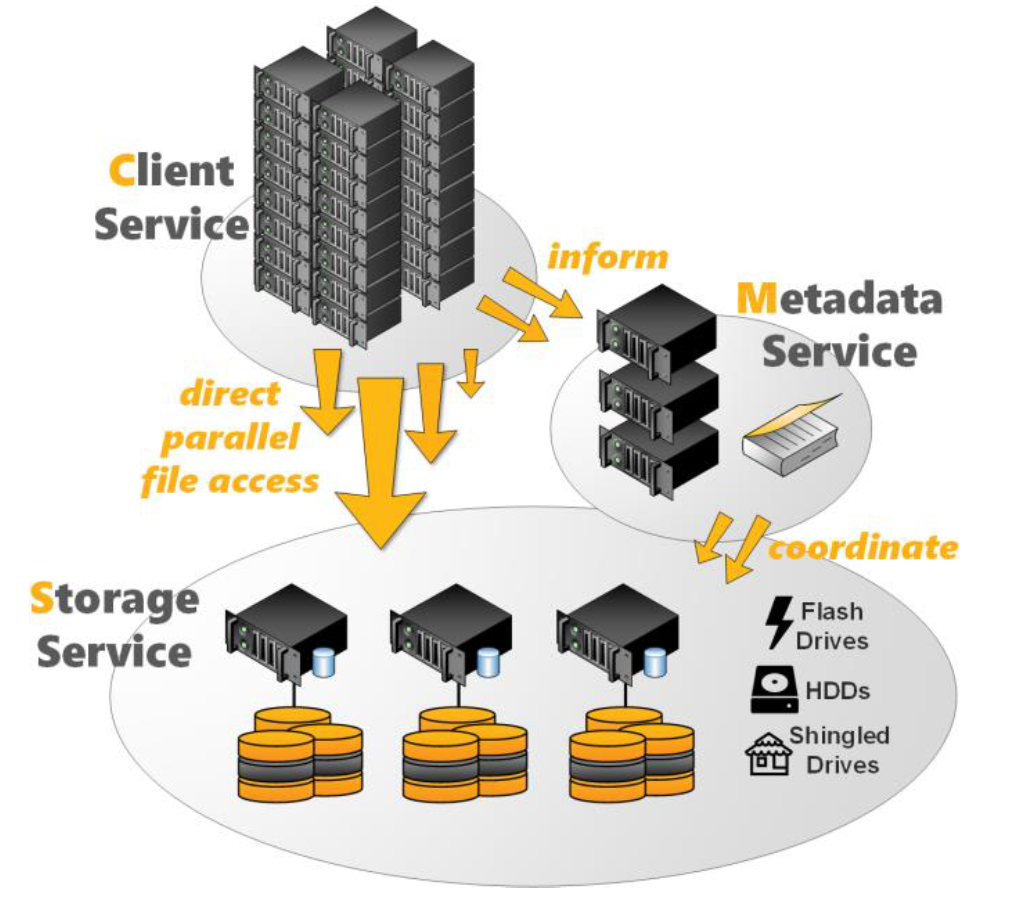 Client
Service
inform
Metadata
Service
direct
parallel
file access
coordinate
Storage
Service
Flash
Drives
HDDs
Shingled
Drives